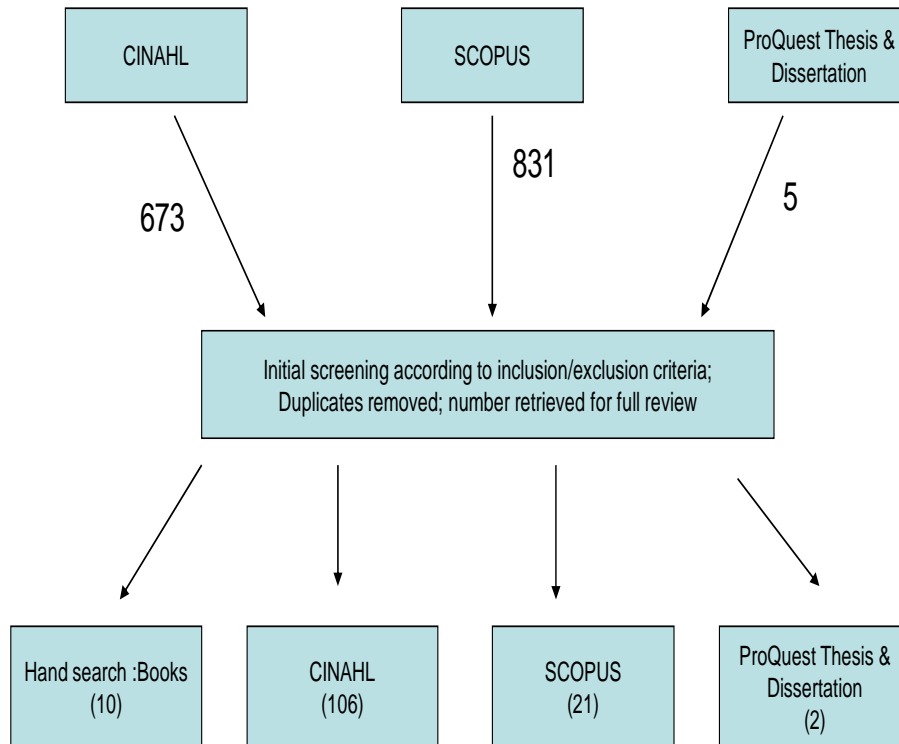 CINAHL
SCOPUS
ProQuest Thesis &
Dissertation
673
831
5
Initial screening according to inclusion/exclusion criteria;
Duplicates removed; number retrieved for full review
Hand search :Books
(10)
CINAHL
(106)
SCOPUS
(21)
ProQuest Thesis &
Dissertation
(2)